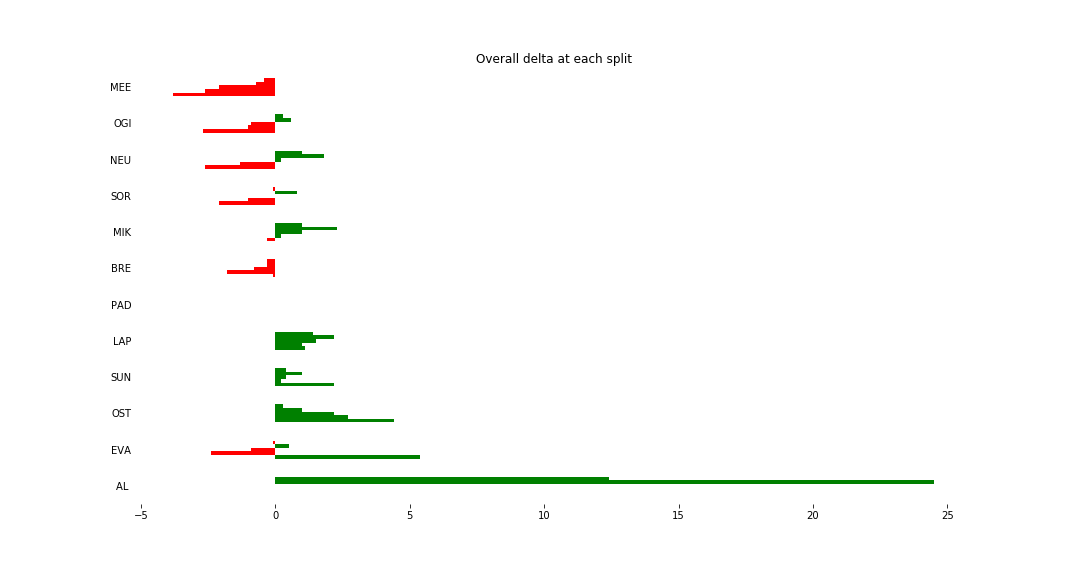 Overall delta at each split
MEE
OGI
NEU
SOR
MIK
BRE
PAD
LAP
SUN
OST
EVA
AL
−5 0 5 10 15 20 25